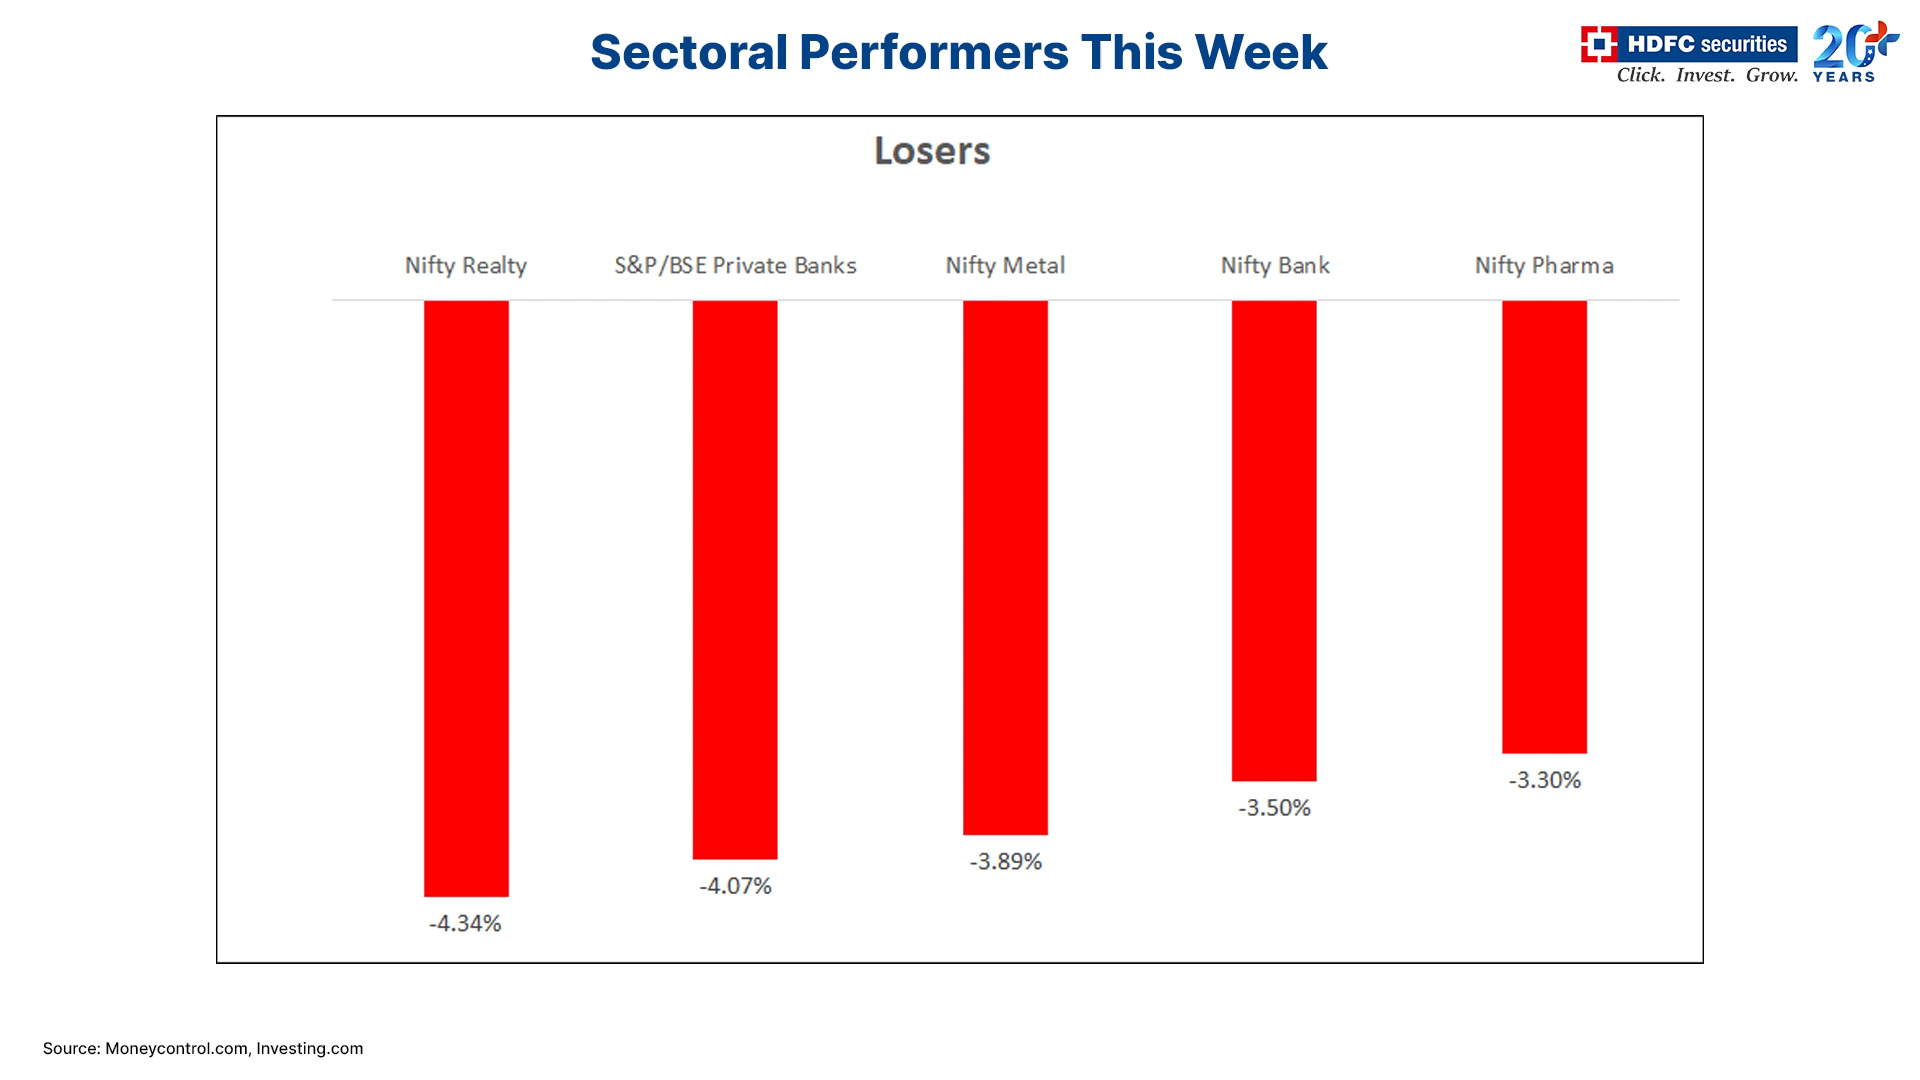 Sectoral Performers This Week
HDFC securities
Click. Invest. Grow.
20
YEARS
Losers
Nifty Realty
S&P/BSE Private Banks
Nifty Metal
Nifty Bank
Nifty Pharma
-4.34%
-4.07%
-3.89%
-3.50%
-3.30%
Source: Moneycontrol.com, Investing.com